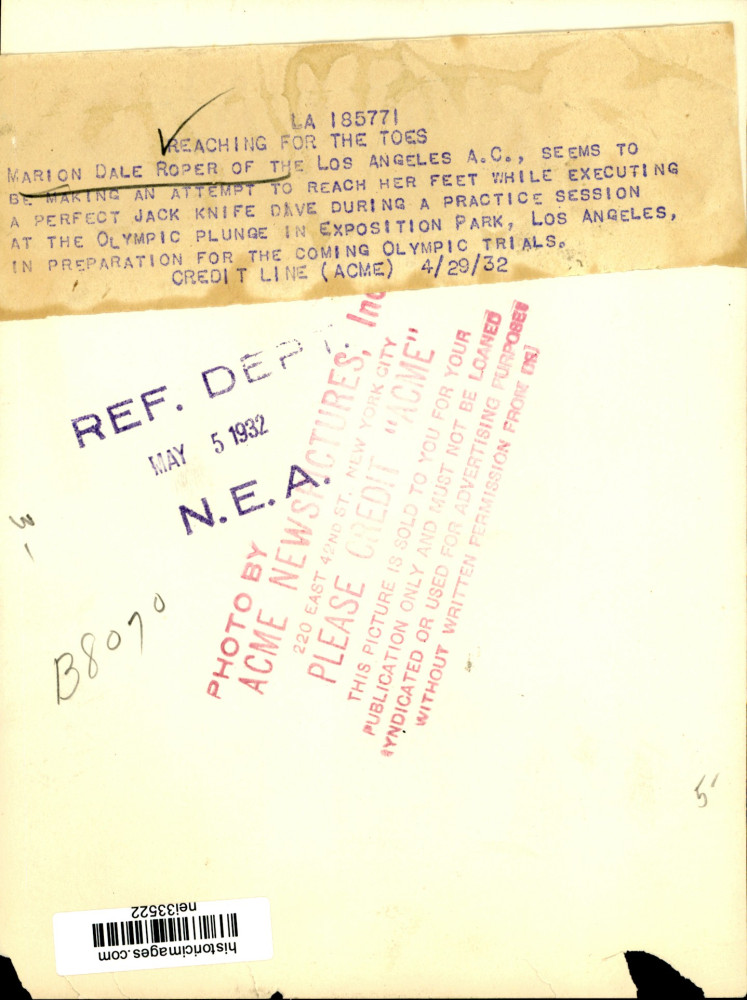 LA 185771
REACHING FOR THE TOES
MARION DALE ROPER OF THE LOS ANGELES A.C., SEEMS TO
BE MAKING AN ATTEMPT TO REACH HER FEET WHILE EXECUTING
A PERFECT JACK KNIFE DAVE DURING A PRACTICE SESSION
AT THE OLYMPIC PLUNGE IN EXPOSITION PARK, LOS ANGELES,
IN PREPARATION FOR THE COMING OLYMPIC TRIALS.
CREDIT LINE (ACME) 4/29/32
REF. DEPT.
MAY 5 1932
N.E.A.
PHOTO BY
ACME NEWSPICTURES, Inc
220 EAST 42ND ST., NEW YORK CITY
PLEASE CREDIT "ACME"
THIS PICTURE IS SOLD TO YOU FOR YOUR
PUBLICATION ONLY AND MUST NOT BE LOANED
SYNDICATED OR USED FOR ADVERTISING PURPOSES
WITHOUT WRITTEN PERMISSION FROM US
B8070
5
historicimages.com
nei33522